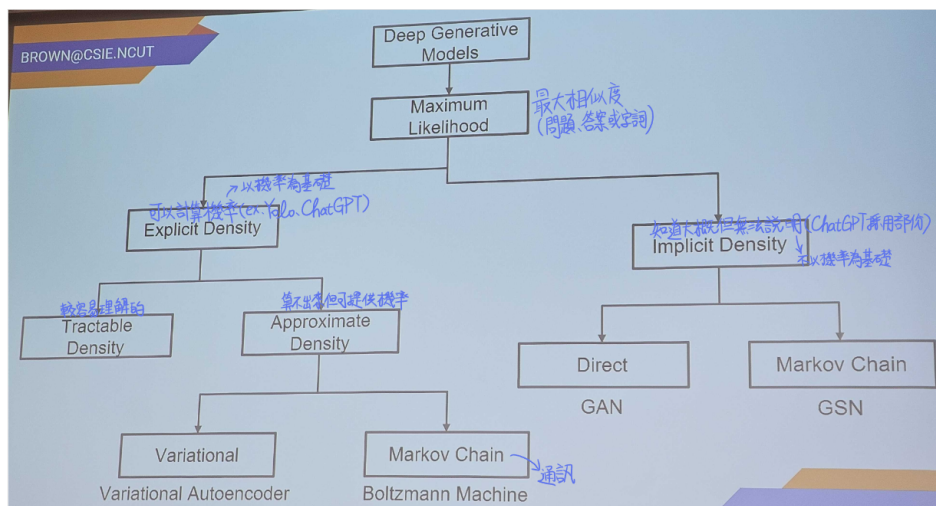 BROWN@CSIE.NCUT
Deep Generative
Models
Maximum
Likelihood
最大相似度
(問題、答案或字詞)
→以機率為基礎
可以計算機率(ex.Yolo.ChatGPT)
Explicit Density
知道大概但無法說明(ChatGPT採用部份)
Implicit Density
不以機率為基礎
較容易理解的
Tractable
Density
算不出來但可提供機率
Approximate
Density
Direct
GAN
Markov Chain
GSN
Variational
Variational Autoencoder
Markov Chain
Boltzmann Machine
通訊